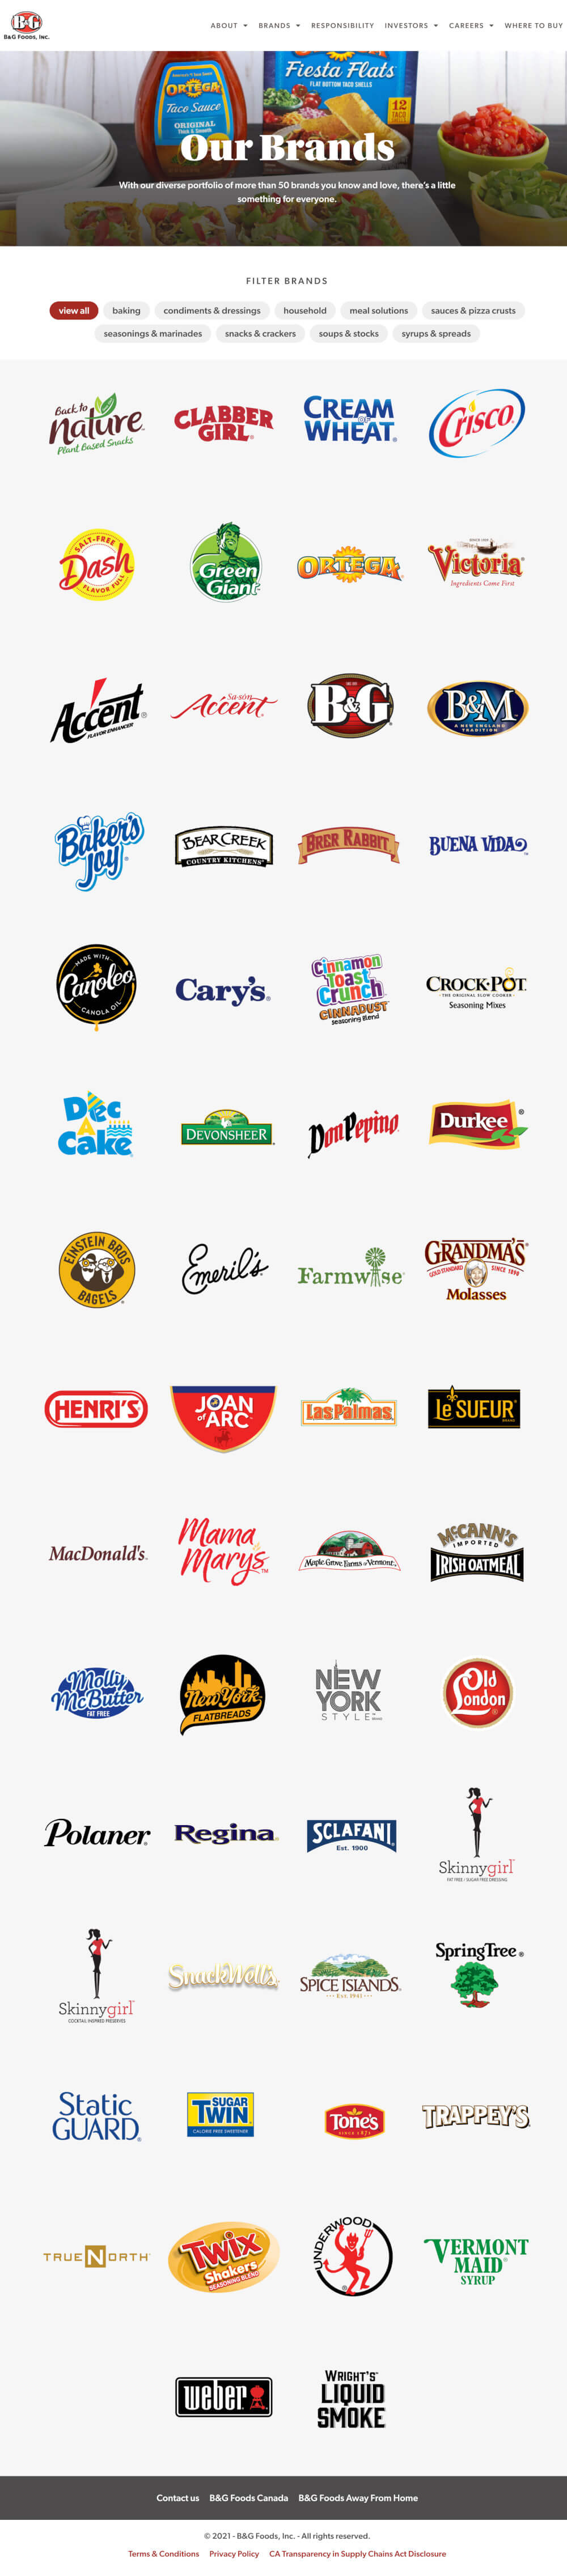 B&G
B&G Foods, Inc.
ABOUT BRANDS RESPONSIBILITY INVESTORS CAREERS WHERE TO BUY
ORTEGA
Taco Sauce
ORIGINAL
Thick & Smooth
Fiesta Flats
FLAT BOTTOM TACO SHELLS
12
TACO
SHELLS
Our Brands
With our diverse portfolio of more than 50 brands you know and love, there's a little
something for everyone.
FILTER BRANDS
view all baking condiments & dressings household meal solutions sauces & pizza crusts
seasonings & marinades snacks & crackers soups & stocks syrups & spreads
Back to
nature
Plant Based Snacks
CLABBER
GIRL®
CREAM
OF
WHEAT®
Crisco
SALT-FREE
Dash
FLAVOR FULL
Green
Giant
ORTEGA
Victoria
Ingredients Come First
Accent®
FLAVOR ENHANCER
Sa-són
Accent
B&G
B&M
A NEW ENGLAND
TRADITION
Baker's
Joy®
BEAR CREEK
COUNTRY KITCHENS
BRER RABBIT
BUENA VIDA
MADE WITH
Canoleo
CANOLA OIL
Cary's®
Cinnamon
Toast
Crunch
CINNADUST
Seasoning Blend
CROCK·POT
THE ORIGINAL SLOW COOKER
Seasoning Mixes
Dec
A
Cake
DEVONSHEER
Don Pepino
Durkee®
EINSTEIN BROS
BAGELS
Emeril's
Farmwise
GRANDMA'S
GOLD STANDARD
SINCE 1890
Molasses
HENRI'S
JOAN
of ARC
Las Palmas
Le SUEUR
BRAND
MacDonald's
Mama
Mary's™
Maple Grove Farms of Vermont
McCANN'S
IMPORTED
IRISH OATMEAL
Molly
McButter
FAT FREE
New York
FLATBREADS
NEW
YORK
STYLE
Old
London
Polaner
Regina
SCLAFANI
Est. 1900
Skinnygirl
FAT FREE / SUGAR FREE DRESSING
Skinnygirl
COCKTAIL INSPIRED PRESERVES
SnackWell's
SPICE ISLANDS
EST. 1941
Spring Tree®
Static
GUARD®
SUGAR
TWIN
CALORIE FREE SWEETENER
Tone's
SINCE 1873
TRAPPEY'S
TRUE NORTH
Twix
Shakers
SEASONING BLEND
UNDERWOOD
VERMONT
MAID®
SYRUP
weber
WRIGHT'S
LIQUID
SMOKE
Contact us B&G Foods Canada B&G Foods Away From Home
© 2021 - B&G Foods, Inc. - All rights reserved.
Terms & Conditions Privacy Policy CA Transparency in Supply Chains Act Disclosure